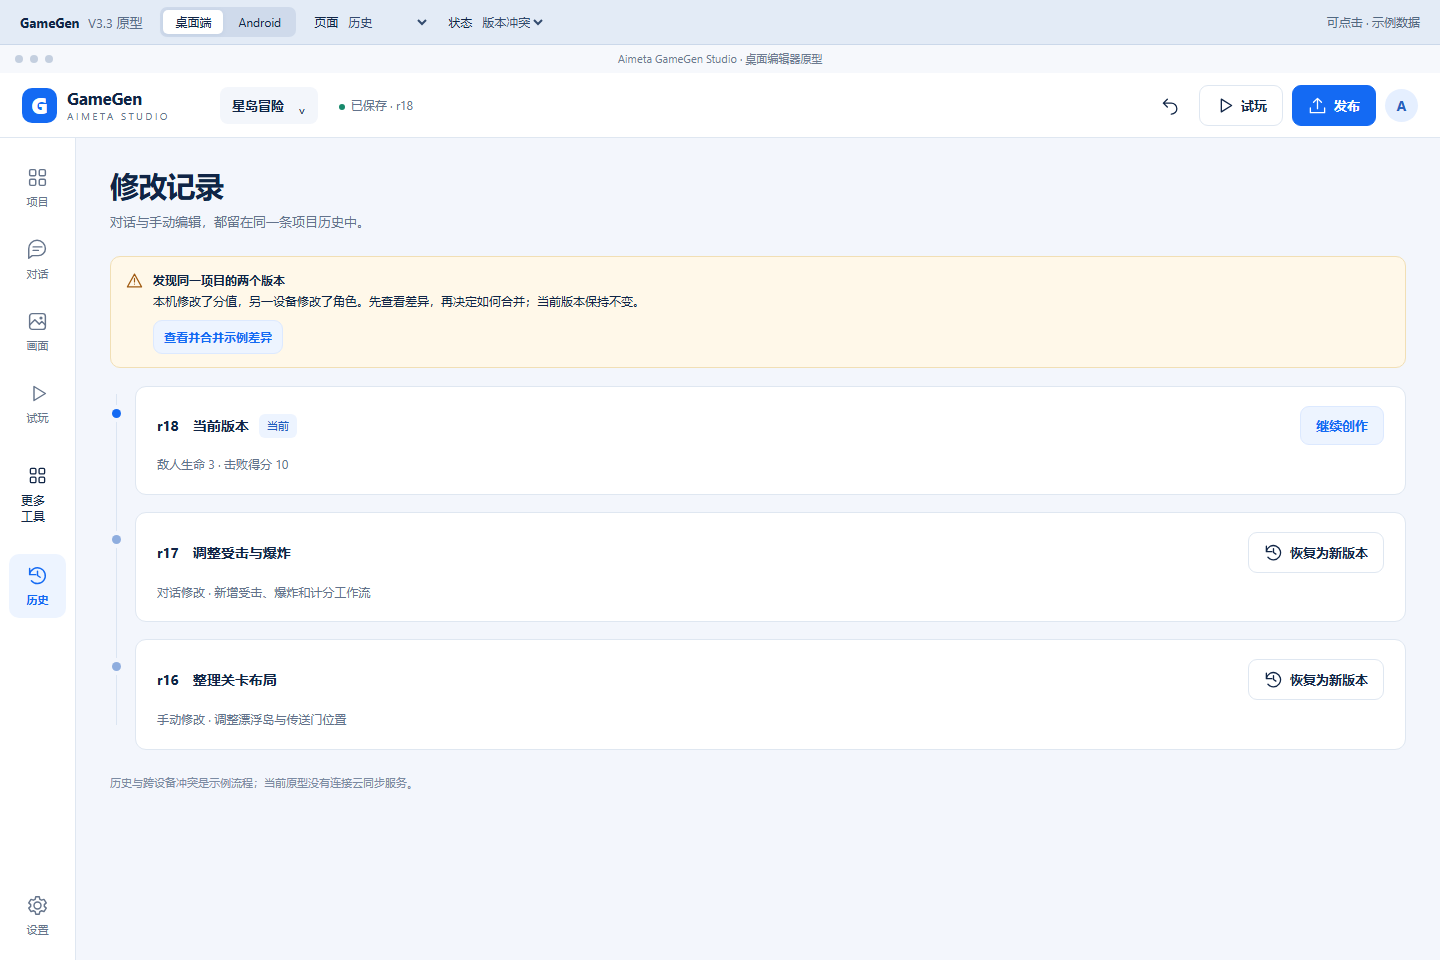 GameGen V3.3 原型 桌面端 Android 页面 历史 状态 版本冲突 可点击 · 示例数据
Aimeta GameGen Studio · 桌面编辑器原型
G GameGen 星岛冒险 已保存 · r18 试玩 发布 A
AIMETA STUDIO
项目
对话
画面
试玩
更多
工具
历史
设置
修改记录
对话与手动编辑，都留在同一条项目历史中。
发现同一项目的两个版本
本机修改了分值，另一设备修改了角色。先查看差异，再决定如何合并；当前版本保持不变。
查看并合并示例差异
r18 当前版本 当前 继续创作
敌人生命 3 · 击败得分 10
r17 调整受击与爆炸 恢复为新版本
对话修改 · 新增受击、爆炸和计分工作流
r16 整理关卡布局 恢复为新版本
手动修改 · 调整漂浮岛与传送门位置
历史与跨设备冲突是示例流程；当前原型没有连接云同步服务。